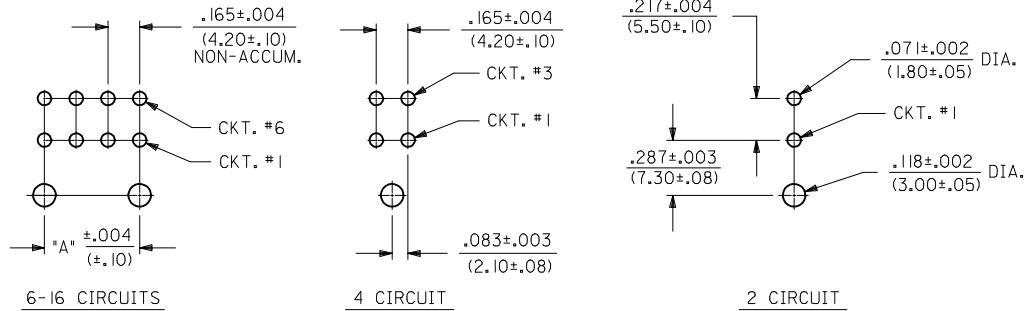 .165±.004
(4.20±.10)
NON-ACCUM.
CKT. #6
CKT. #1
"A" ±.004
(±.10)
6-16 CIRCUITS
.165±.004
(4.20±.10)
CKT. #3
CKT. #1
.083±.003
(2.10±.08)
4 CIRCUIT
.217±.004
(5.50±.10)
.071±.002 DIA.
(1.80±.05)
CKT. #1
.287±.003
(7.30±.08)
.118±.002 DIA.
(3.00±.05)
2 CIRCUIT